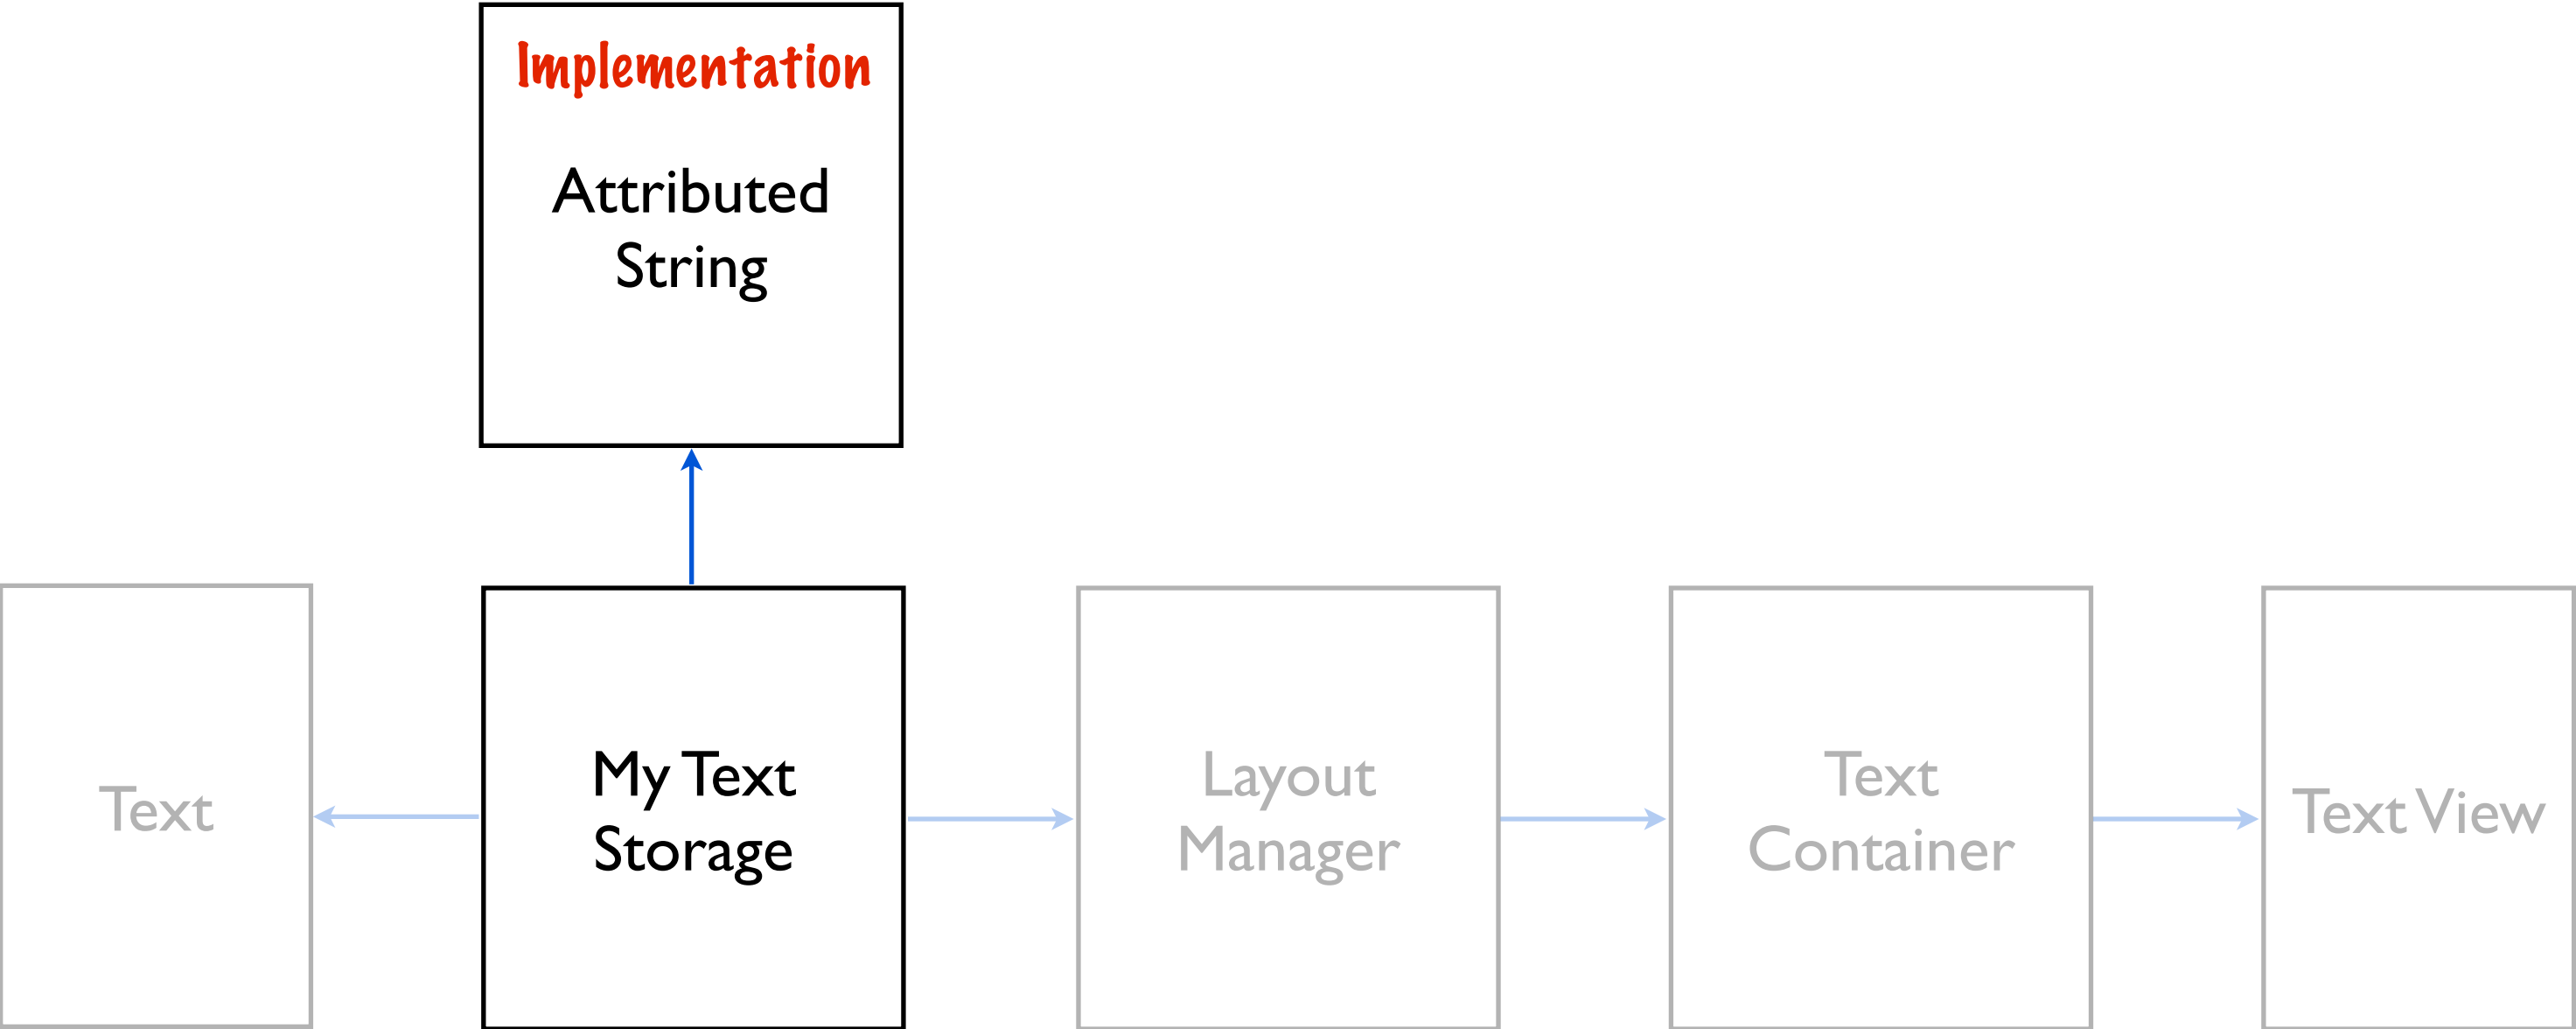 Implementation
Attributed
String
Text
My Text
Storage
Layout
Manager
Text
Container
Text View